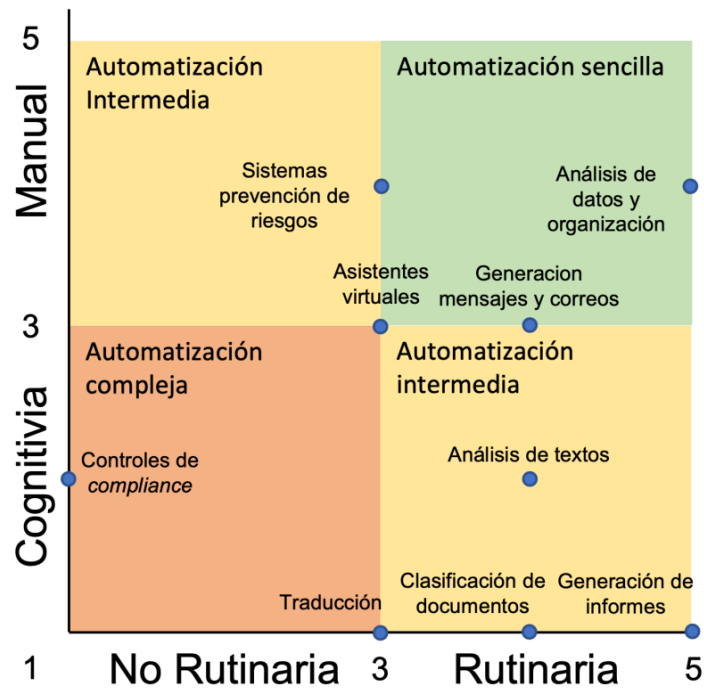 5
Manual
3
Cognitivia
1
Automatización
Intermedia
Automatización sencilla
Sistemas
prevención de
riesgos
Análisis de
datos y
organización
Asistentes
virtuales
Generacion
mensajes y correos
Automatización
compleja
Automatización
intermedia
Controles de
compliance
Análisis de textos
Traducción
Clasificación de
documentos
Generación de
informes
No Rutinaria
3
Rutinaria
5